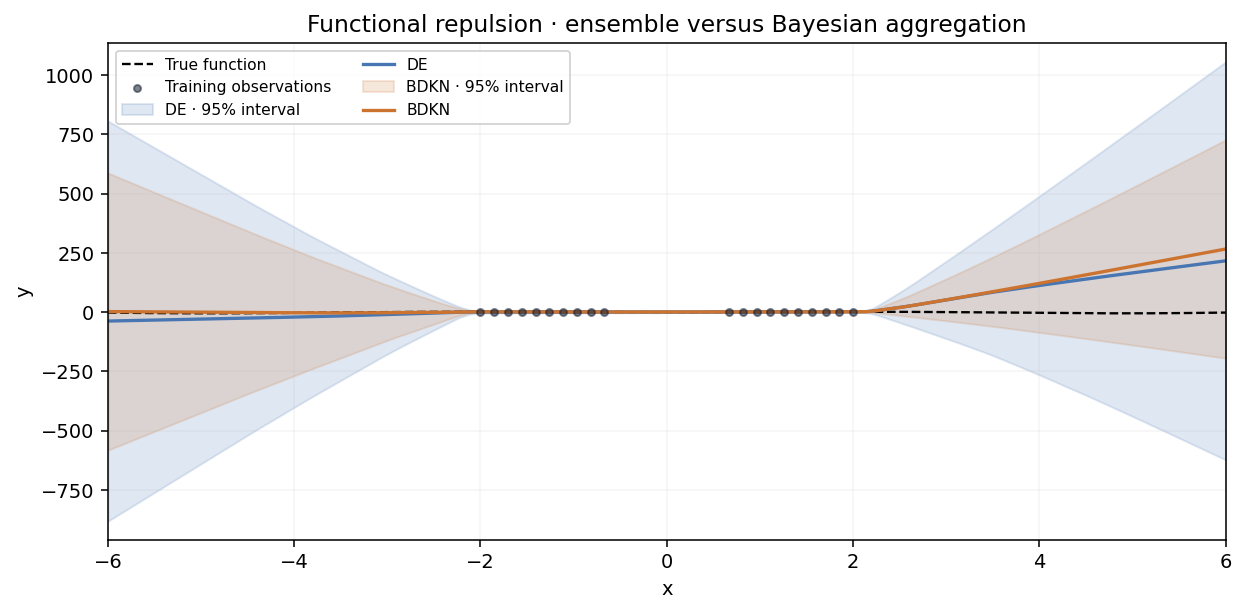 Functional repulsion · ensemble versus Bayesian aggregation
True function
Training observations
DE · 95% interval
DE
BDKN · 95% interval
BDKN
1000
750
500
250
0
−250
−500
−750
y
−6
−4
−2
0
2
4
6
x